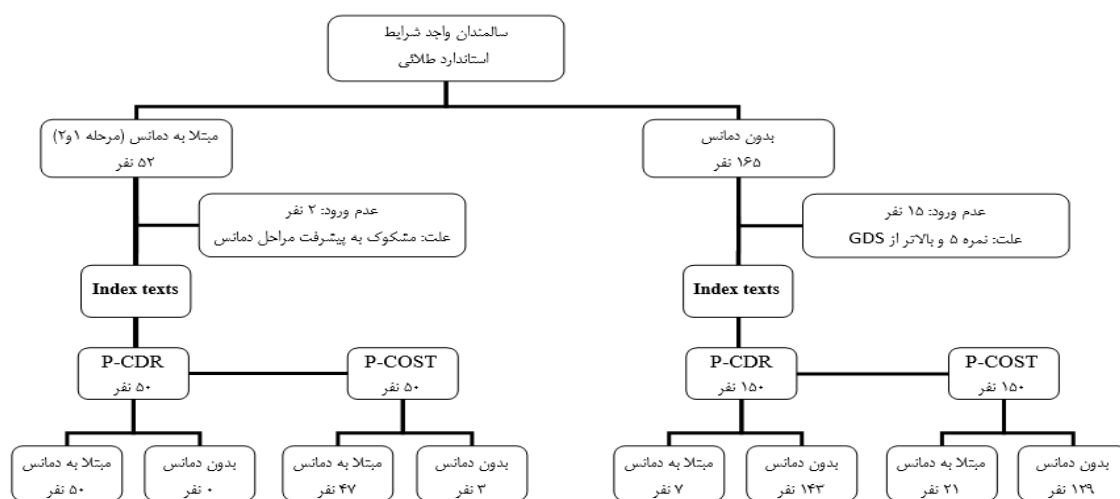 سالمندان واجد شرایط
استاندارد طلائی
مبتلا به دمانس (مرحله ۱و۲)
۵۲ نفر
بدون دمانس
۱۶۵ نفر
عدم ورود: ۲ نفر
علت: مشکوک به پیشرفت مراحل دمانس
عدم ورود: ۱۵ نفر
علت: نمره ۵ و بالاتر از GDS
Index texts
Index texts
P-CDR
۵۰ نفر
P-COST
۵۰ نفر
P-CDR
۱۵۰ نفر
P-COST
۱۵۰ نفر
مبتلا به دمانس
۵۰ نفر
بدون دمانس
۰ نفر
مبتلا به دمانس
۴۷ نفر
بدون دمانس
۳ نفر
مبتلا به دمانس
۷ نفر
بدون دمانس
۱۴۳ نفر
مبتلا به دمانس
۲۱ نفر
بدون دمانس
۱۲۹ نفر